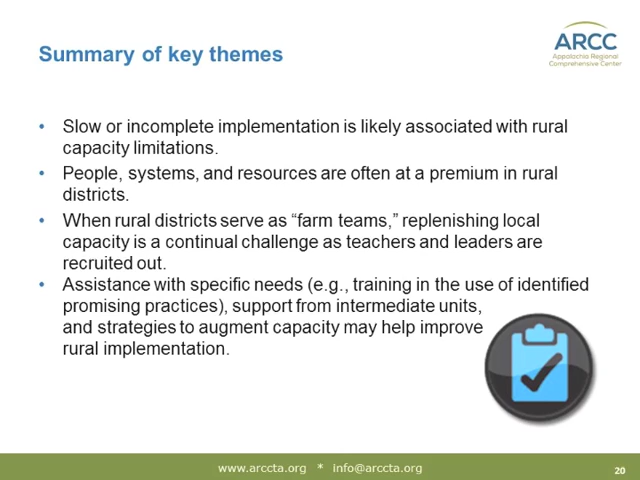 Summary of key themes
ARCC
Appalachia Regional
Comprehensive Center
• Slow or incomplete implementation is likely associated with rural
capacity limitations.
• People, systems, and resources are often at a premium in rural
districts.
• When rural districts serve as “farm teams,” replenishing local
capacity is a continual challenge as teachers and leaders are
recruited out.
• Assistance with specific needs (e.g., training in the use of identified
promising practices), support from intermediate units,
and strategies to augment capacity may help improve
rural implementation.
www.arccta.org * info@arccta.org
20